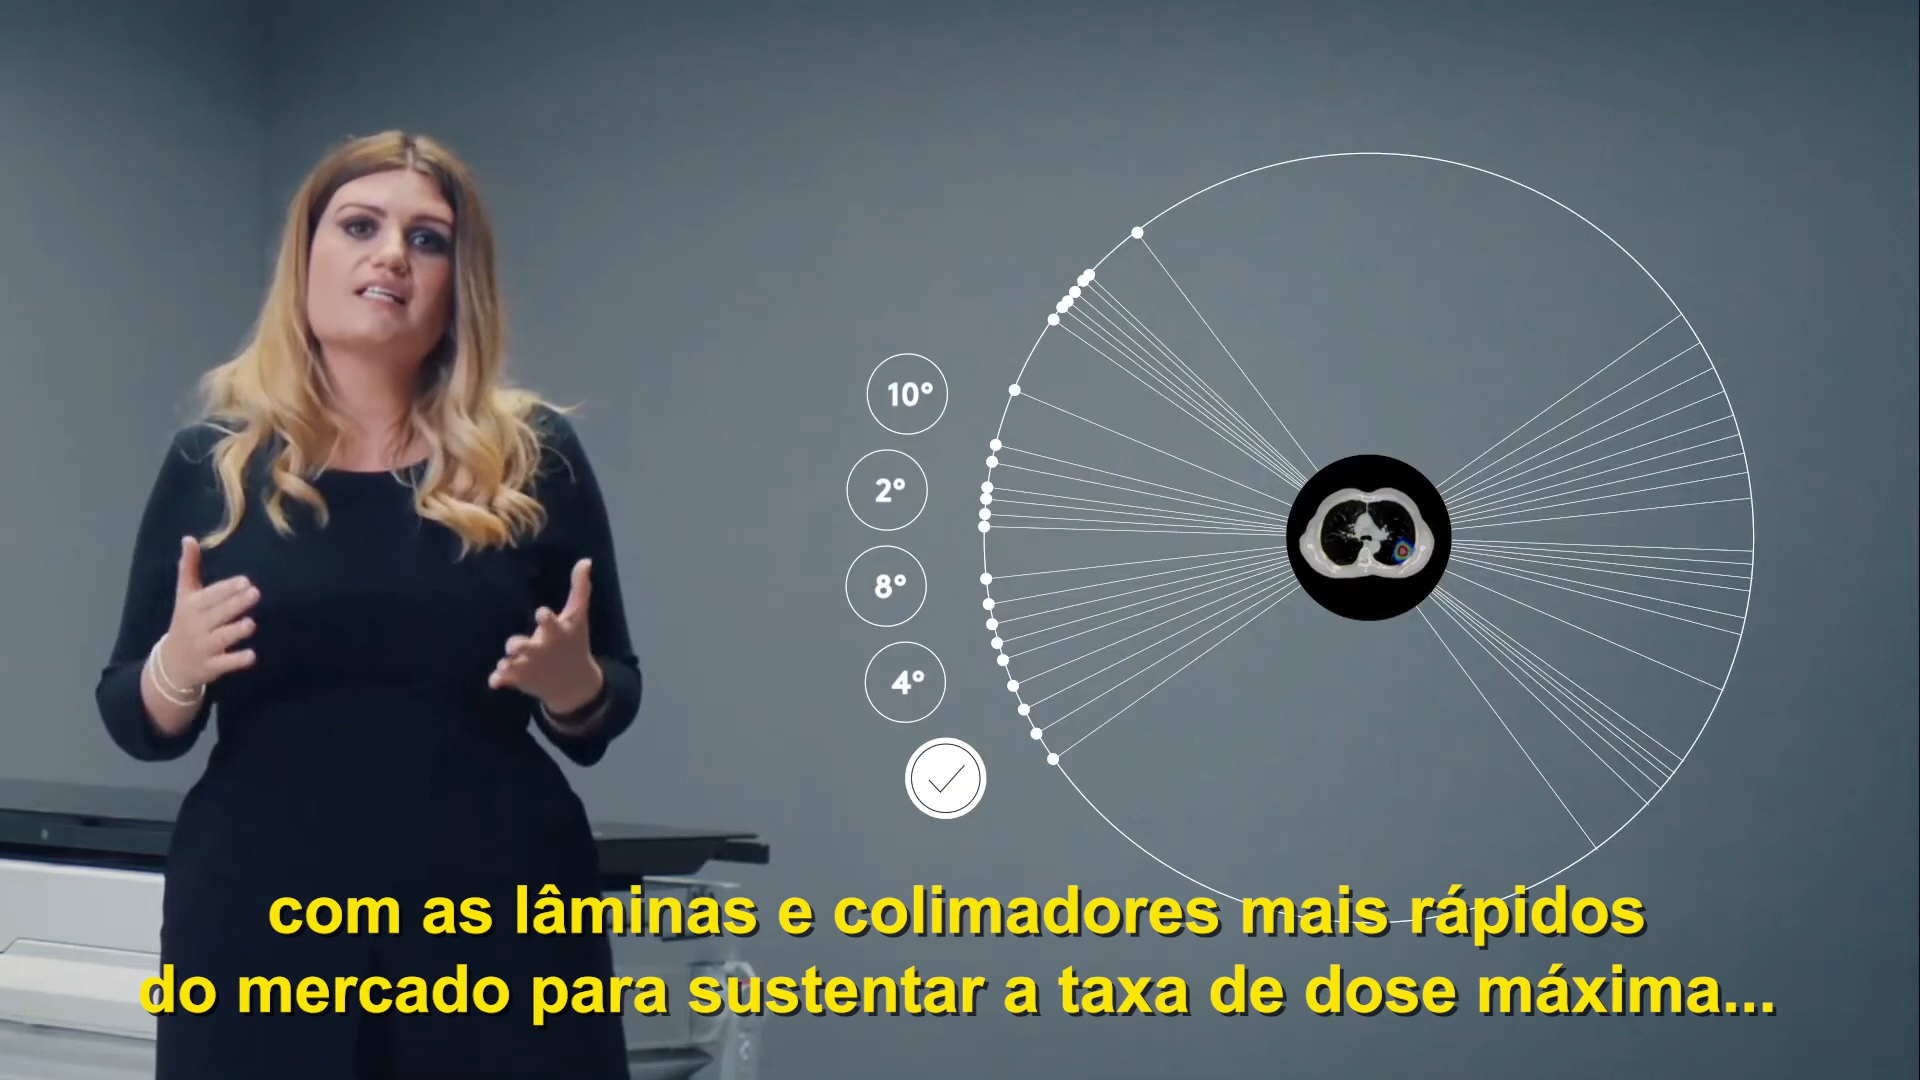 10°
2°
8°
4°
com as lâminas e colimadores mais rápidos
do mercado para sustentar a taxa de dose máxima...